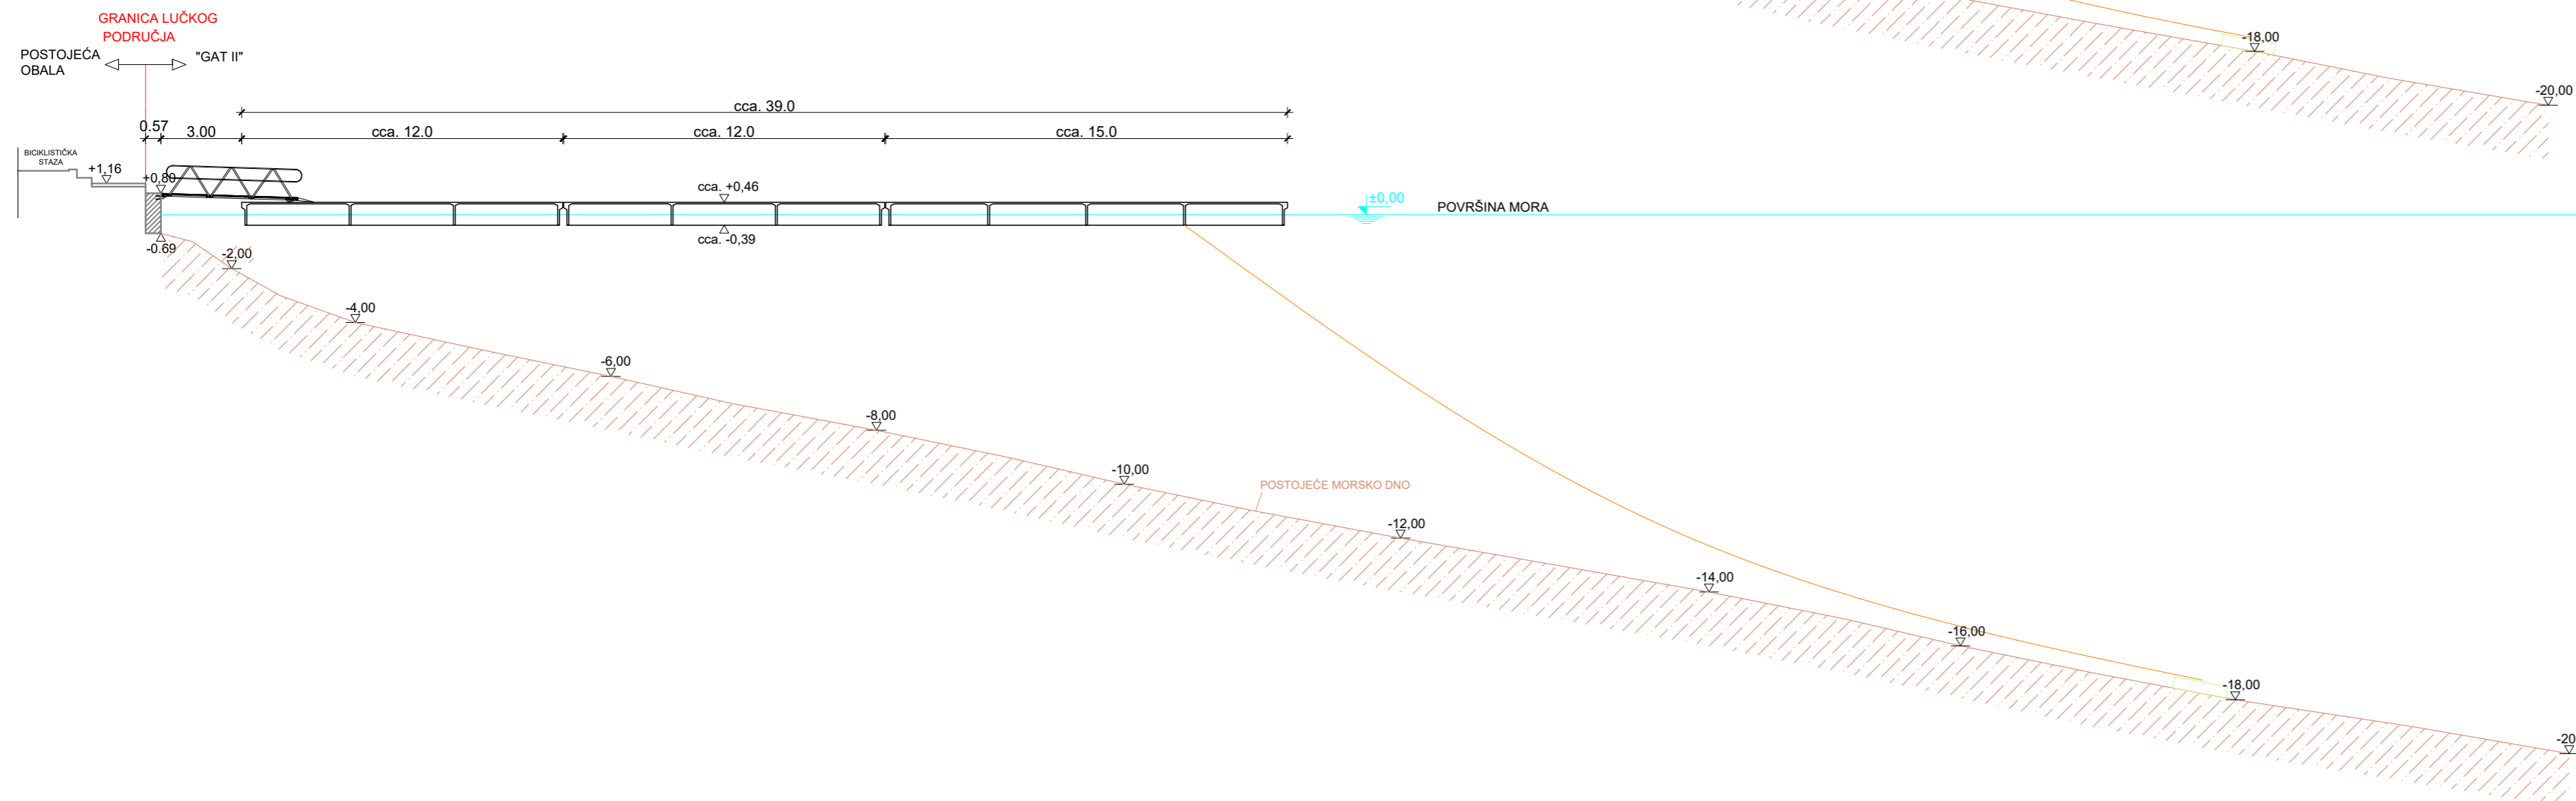 GRANICA LUČKOG
PODRUČJA
POSTOJEĆA
OBALA
"GAT II"
-18,00
-20,00
cca. 39.0
0.57
3.00
cca. 12.0
cca. 12.0
cca. 15.0
BICIKLISTIČKA
STAZA
+1,16
+0,80
cca. +0,46
±0,00
POVRŠINA MORA
cca. -0,39
-0.69
-2,00
-4,00
-6,00
-8,00
-10,00
POSTOJEĆE MORSKO DNO
-12,00
-14,00
-16,00
-18,00
-20